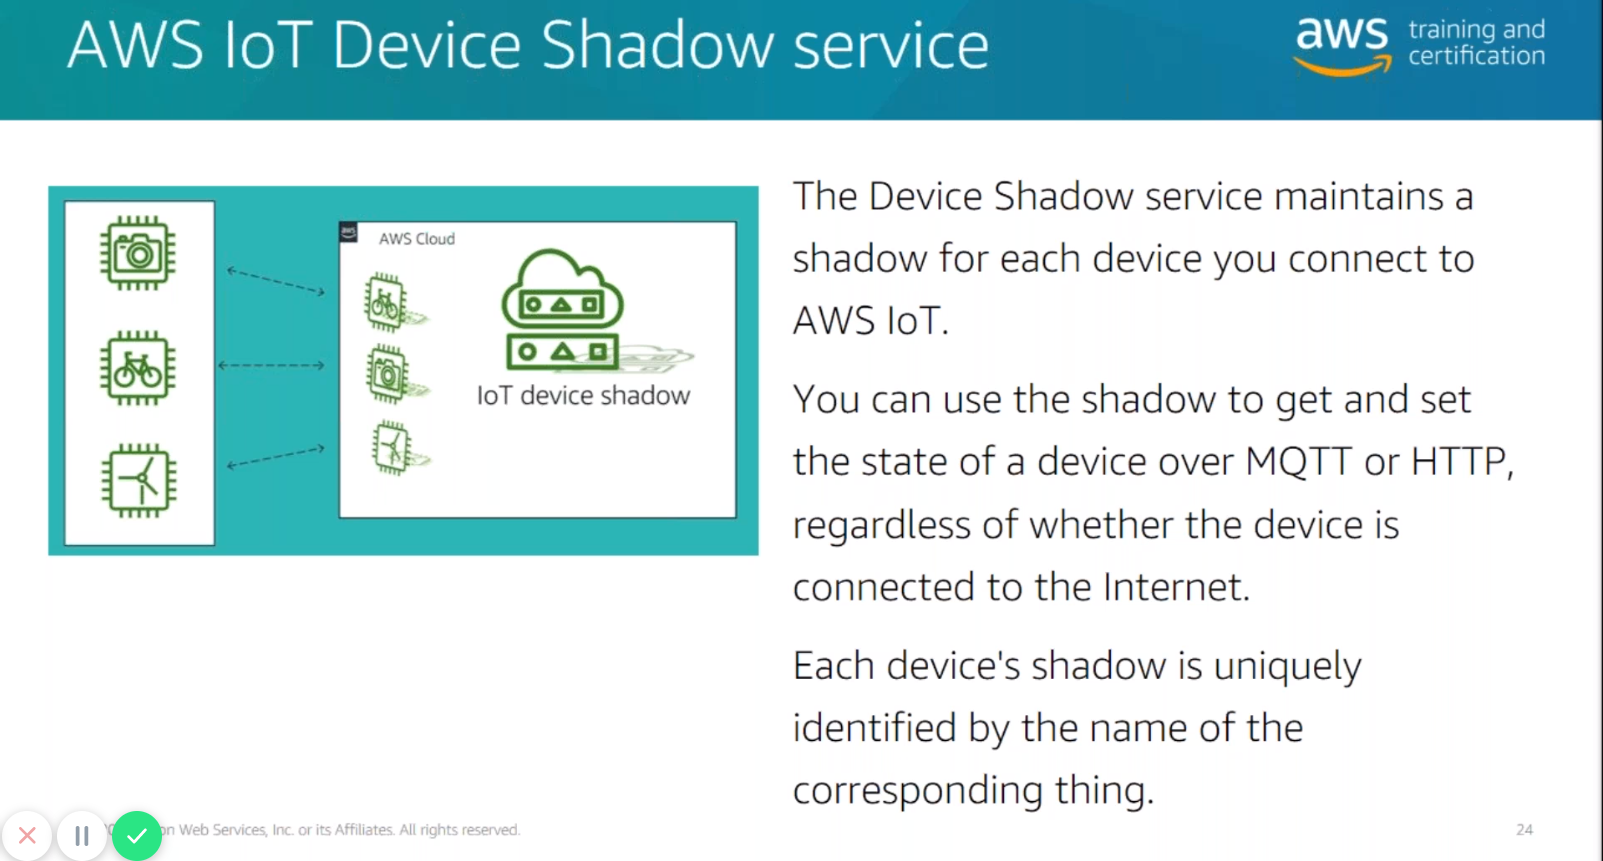 AWS IoT Device Shadow service
aws training and
certification
aws
AWS Cloud
IoT device shadow
The Device Shadow service maintains a
shadow for each device you connect to
AWS IoT.
You can use the shadow to get and set
the state of a device over MQTT or HTTP,
regardless of whether the device is
connected to the Internet.
Each device's shadow is uniquely
identified by the name of the
corresponding thing.
Web Services, Inc. or its Affiliates. All rights reserved.
24